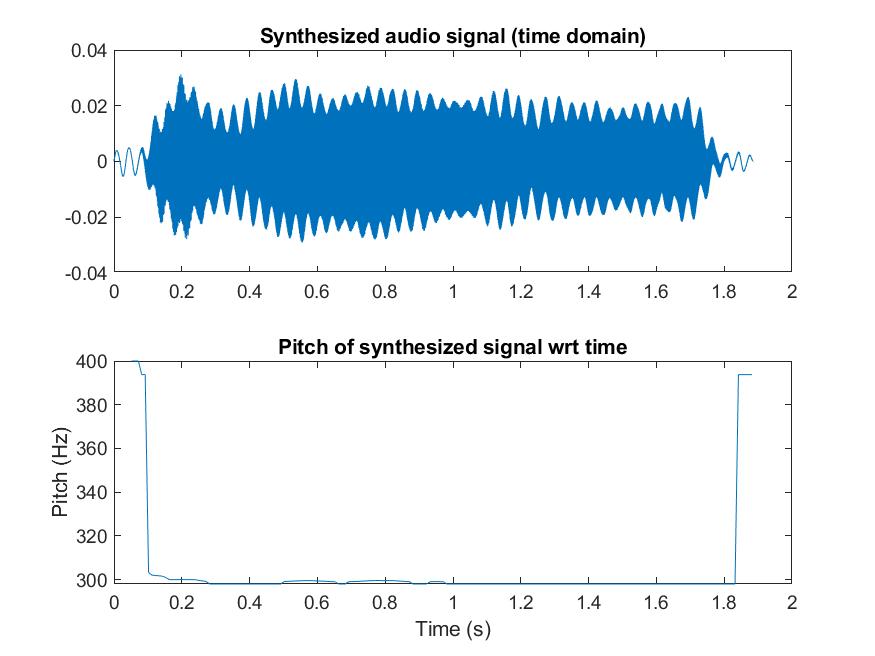 Synthesized audio signal (time domain)
0.04
0.02
0
-0.02
-0.04
0 0.2 0.4 0.6 0.8 1 1.2 1.4 1.6 1.8 2
Pitch of synthesized signal wrt time
Pitch (Hz)
400
380
360
340
320
300
0 0.2 0.4 0.6 0.8 1 1.2 1.4 1.6 1.8 2
Time (s)